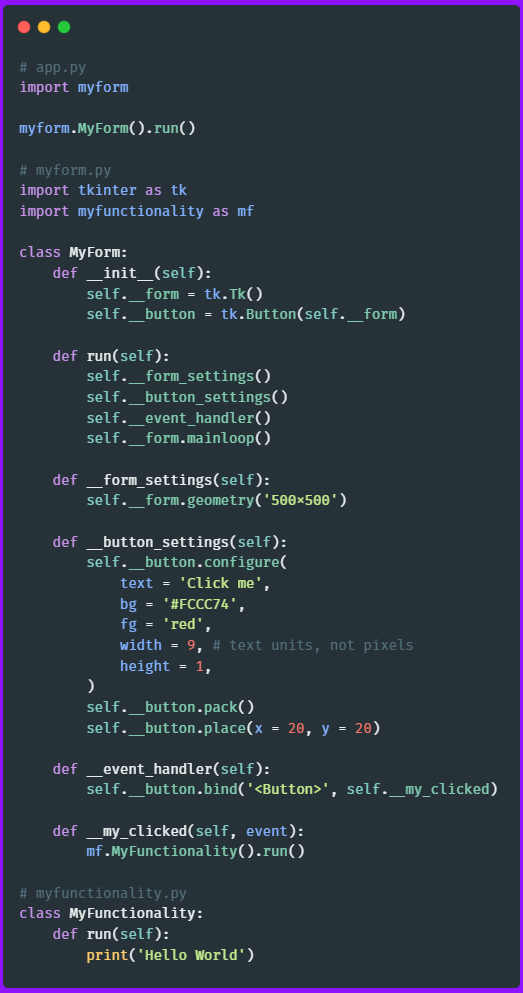 # app.py
import myform

myform.MyForm().run()

# myform.py
import tkinter as tk
import myfunctionality as mf

class MyForm:
    def __init__(self):
        self.__form = tk.Tk()
        self.__button = tk.Button(self.__form)

    def run(self):
        self.__form_settings()
        self.__button_settings()
        self.__event_handler()
        self.__form.mainloop()

    def __form_settings(self):
        self.__form.geometry('500×500')

    def __button_settings(self):
        self.__button.configure(
            text = 'Click me',
            bg = '#FCCC74',
            fg = 'red',
            width = 9, # text units, not pixels
            height = 1,
        )
        self.__button.pack()
        self.__button.place(x = 20, y = 20)

    def __event_handler(self):
        self.__button.bind('<Button>', self.__my_clicked)

    def __my_clicked(self, event):
        mf.MyFunctionality().run()

# myfunctionality.py
class MyFunctionality:
    def run(self):
        print('Hello World')